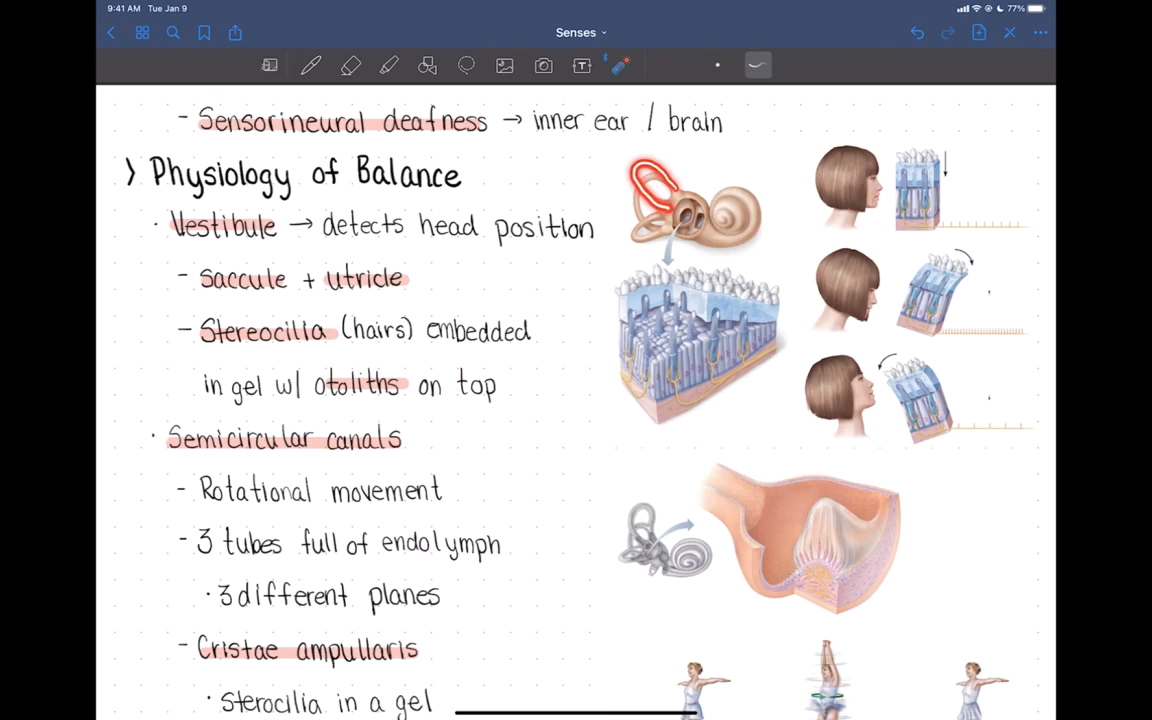 9:41 AM Tue Jan 9
77%
Senses
T
- Sensorineural deafness → inner ear / brain
> Physiology of Balance
· Vestibule → detects head position
- saccule + utricle
- Stereocilia (hairs) embedded
in gel w/ otoliths on top
· Semicircular canals
- Rotational movement
- 3 tubes full of endolymph
· 3 different planes
- Cristae ampullaris
· Sterocilia in a gel